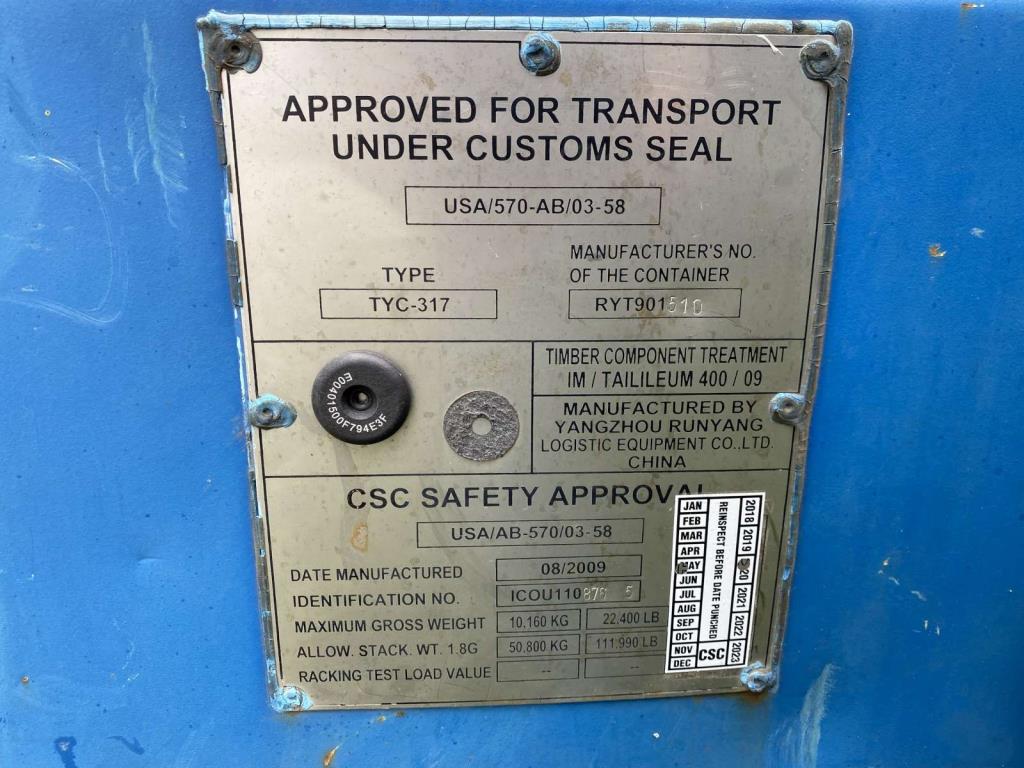 APPROVED FOR TRANSPORT
UNDER CUSTOMS SEAL
USA/570-AB/03-58
TYPE
TYC-317
MANUFACTURER'S NO.
OF THE CONTAINER
RYT901510
E00401500F794E3F
TIMBER COMPONENT TREATMENT
IM / TAILILEUM 400 / 09
MANUFACTURED BY
YANGZHOU RUNYANG
LOGISTIC EQUIPMENT CO.,LTD.
CHINA
CSC SAFETY APPROVAL
USA/AB-570/03-58
DATE MANUFACTURED 08/2009
IDENTIFICATION NO. ICOU110876 5
MAXIMUM GROSS WEIGHT 10.160 KG 22.400 LB
ALLOW. STACK. WT. 1.8G 50.800 KG 111.990 LB
RACKING TEST LOAD VALUE -- --
JAN
FEB
MAR
APR
MAY
JUN
JUL
AUG
SEP
OCT
NOV
DEC
REINSPECT BEFORE DATE PUNCHED
CSC
2018 2019 2020 2021 2022 2023